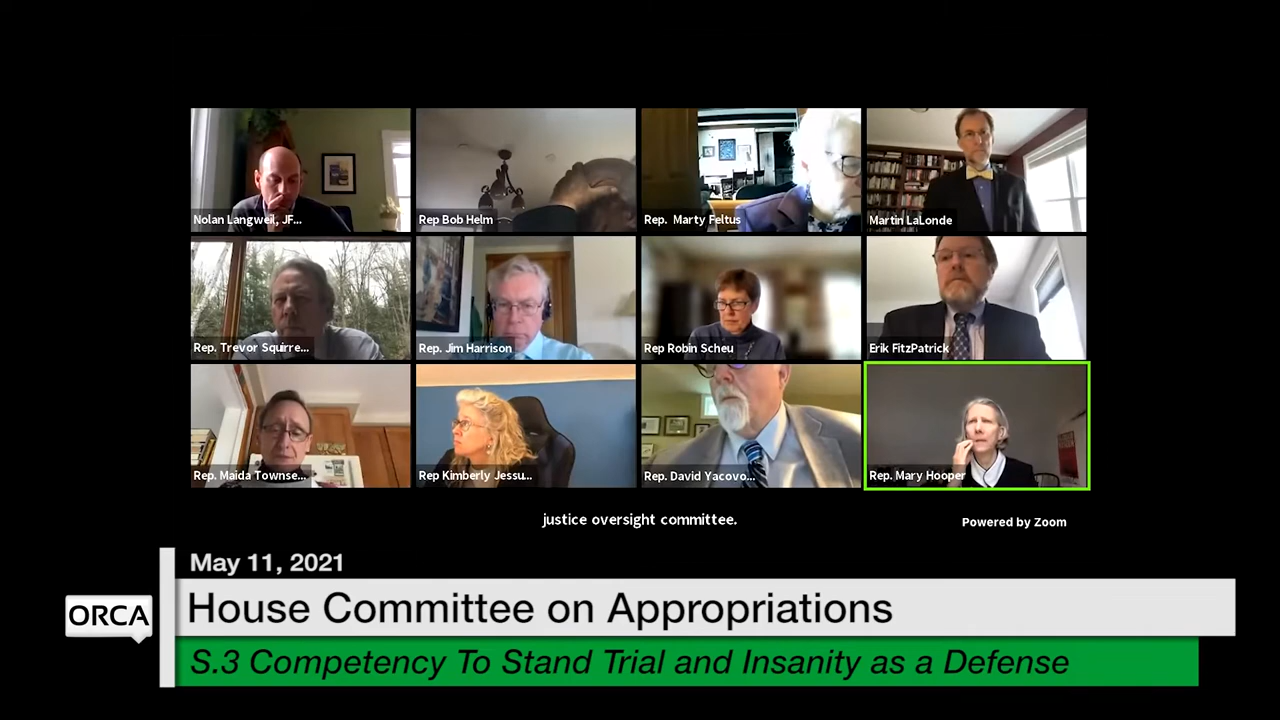 Nolan Langweil, JF...
Rep Bob Helm
Rep. Marty Feltus
Martin LaLonde
Rep. Trevor Squirre...
Rep. Jim Harrison
Rep Robin Scheu
Erik FitzPatrick
Rep. Maida Townse...
Rep Kimberly Jessu...
Rep. David Yacovo...
Rep. Mary Hooper
justice oversight committee.
Powered by Zoom
May 11, 2021
ORCA
House Committee on Appropriations
S.3 Competency To Stand Trial and Insanity as a Defense